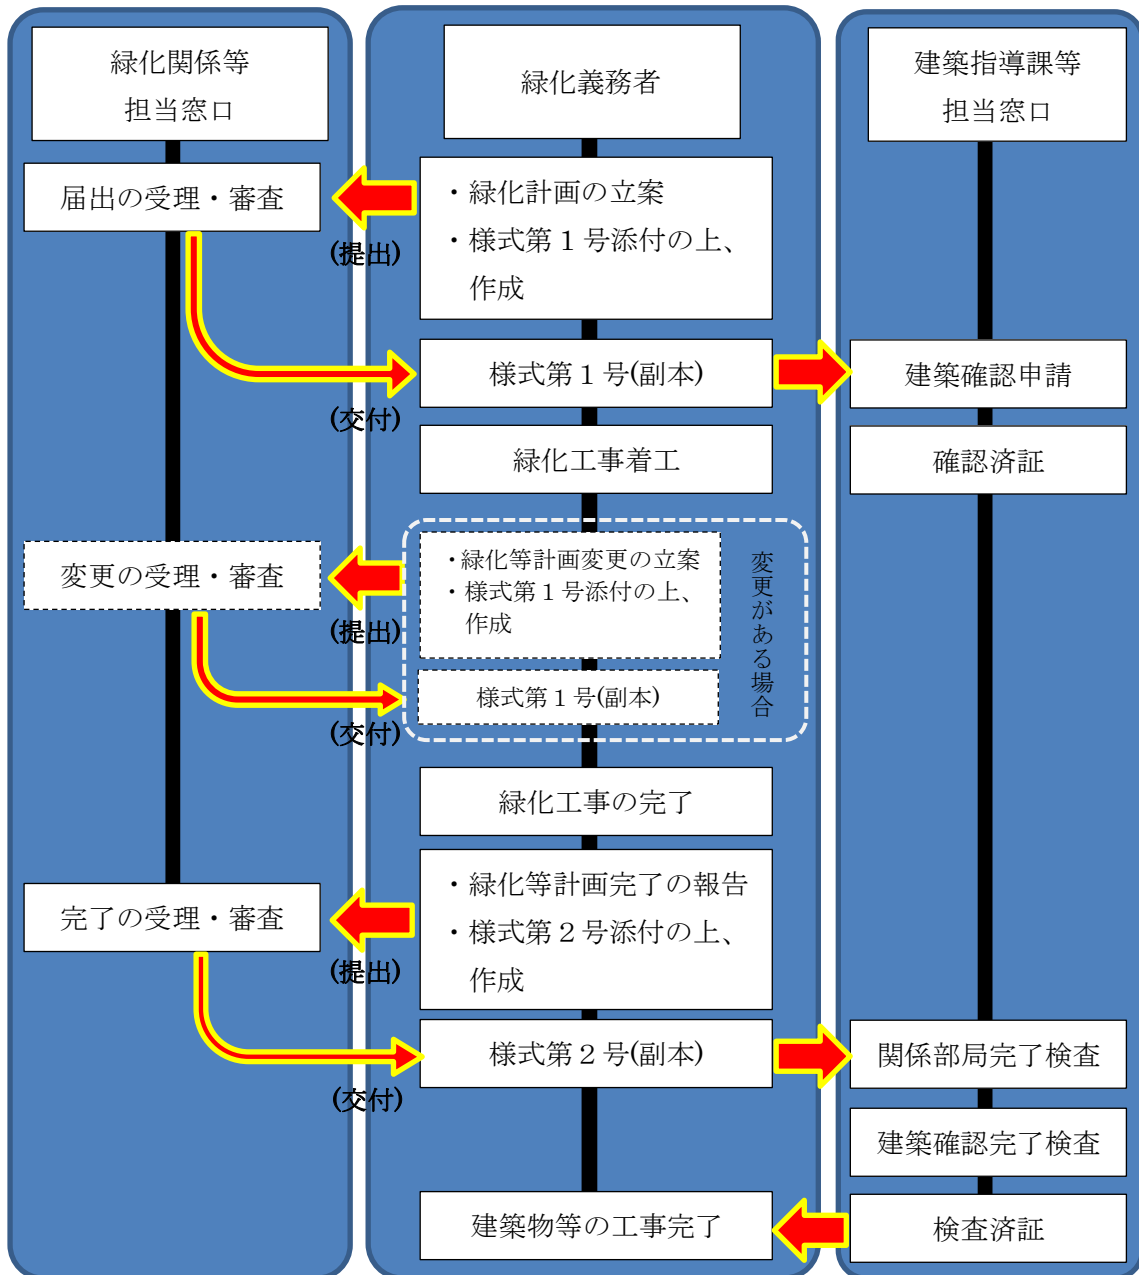 緑化関係等
担当窓口
緑化義務者
建築指導課等
担当窓口
届出の受理・審査
・緑化計画の立案
・様式第１号添付の上、
作成
(提出)
様式第１号(副本)
建築確認申請
(交付)
緑化工事着工
確認済証
変更の受理・審査
・緑化等計画変更の立案
・様式第１号添付の上、
作成
変更がある場合
(提出)
様式第１号(副本)
(交付)
緑化工事の完了
完了の受理・審査
・緑化等計画完了の報告
・様式第２号添付の上、
作成
(提出)
様式第２号(副本)
関係部局完了検査
(交付)
建築確認完了検査
建築物等の工事完了
検査済証